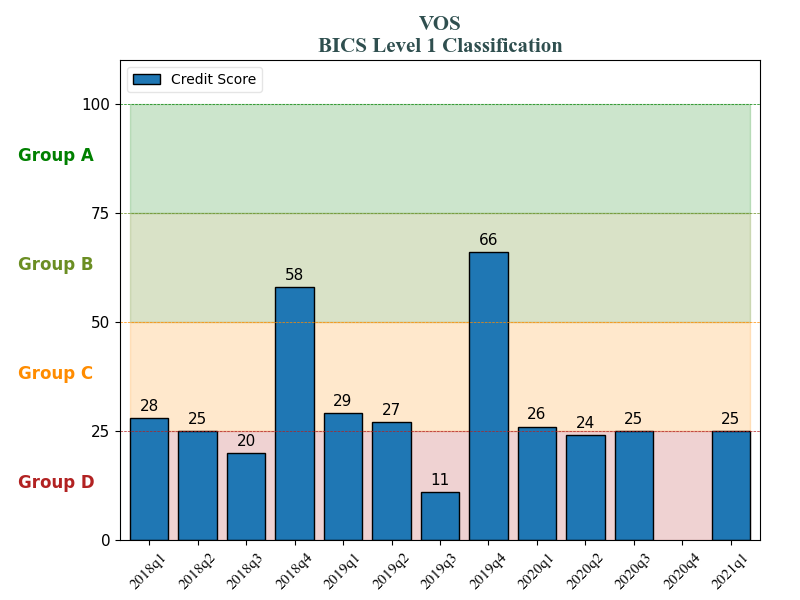 VOS
BICS Level 1 Classification
Credit Score
100
Group A
75
66
Group B
58
50
Group C
28
25
20
29
27
11
26
24
25
25
25
Group D
0
2018q1
2018q2
2018q3
2018q4
2019q1
2019q2
2019q3
2019q4
2020q1
2020q2
2020q3
2020q4
2021q1